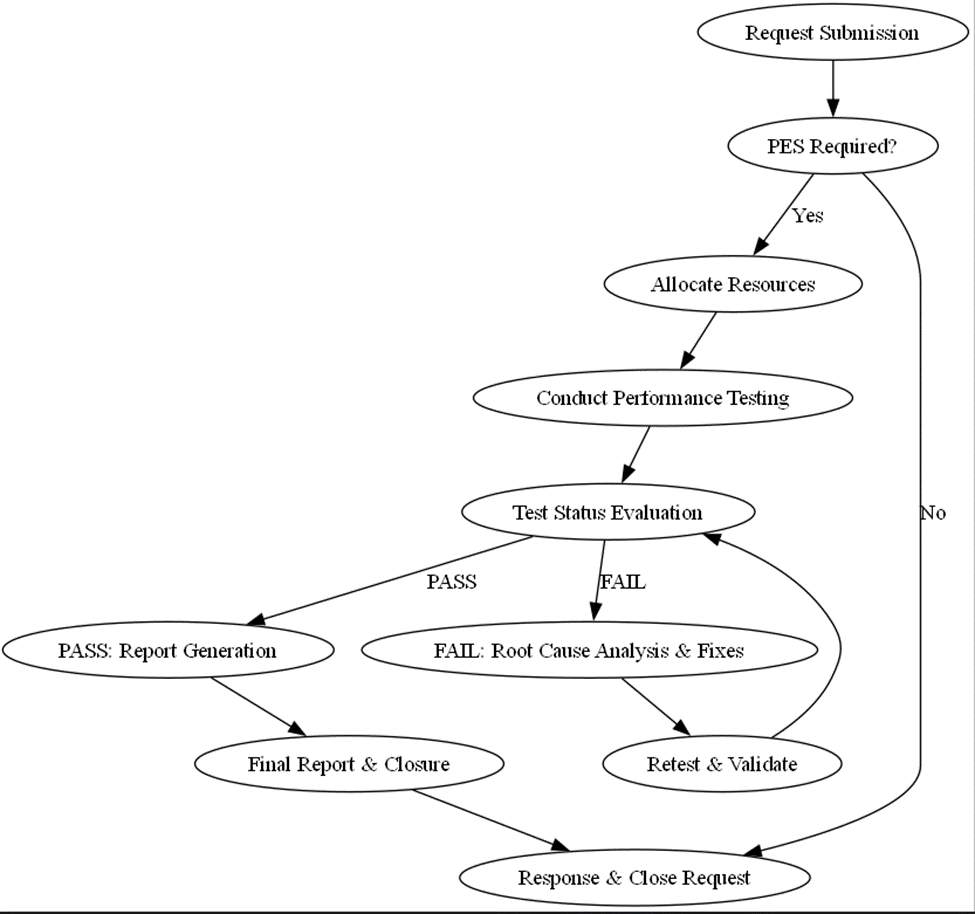 Request Submission
PES Required?
Yes
Allocate Resources
Conduct Performance Testing
Test Status Evaluation
No
PASS
FAIL
PASS: Report Generation
FAIL: Root Cause Analysis & Fixes
Final Report & Closure
Retest & Validate
Response & Close Request